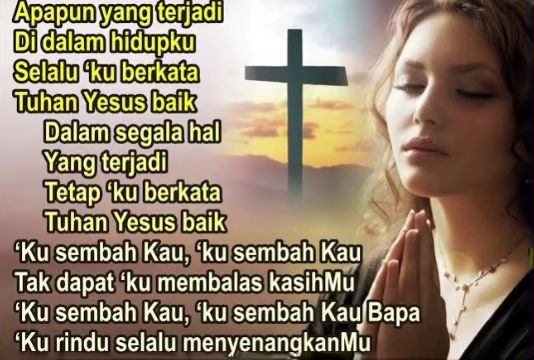 Apapun yang terjadi
Di dalam hidupku
Selalu ‘ku berkata
Tuhan Yesus baik
Dalam segala hal
Yang terjadi
Tetap ‘ku berkata
Tuhan Yesus baik
‘Ku sembah Kau, ‘ku sembah Kau
Tak dapat ‘ku membalas kasihMu
‘Ku sembah Kau, ‘ku sembah Kau Bapa
‘Ku rindu selalu menyenangkanMu